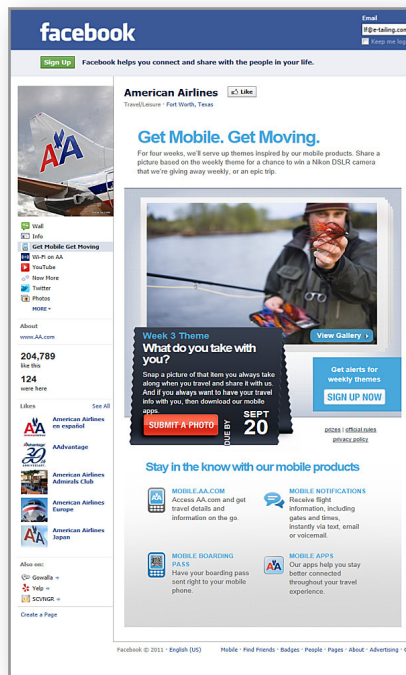 facebook
Email
lf@e-tailing.com
Keep me log
Sign Up
Facebook helps you connect and share with the people in your life.
American Airlines
Like
Travel/Leisure · Fort Worth, Texas
AA
Get Mobile. Get Moving.
For four weeks, we'll serve up themes inspired by our mobile products. Share a
picture based on the weekly theme for a chance to win a Nikon DSLR camera
that we're giving away weekly, or an epic trip.
Wall
Info
Get Mobile Get Moving
Wi-Fi on AA
YouTube
Now More
Twitter
Photos
MORE
About
www.AA.com
204,789
like this
124
were here
Likes
See All
American Airlines
en español
AAdvantage
American Airlines
Admirals Club
American Airlines
Europe
American Airlines
Japan
Also on:
Gowalla
Yelp
SCVNGR
Create a Page
View Gallery
Week 3 Theme
What do you take with
you?
Snap a picture of that item you always take
along when you travel and share it with us.
And if you always want to have your travel
info with you, then download our mobile
apps.
SUBMIT A PHOTO
DUE BY
SEPT
20
Get alerts for
weekly themes
SIGN UP NOW
prizes | official rules
privacy policy
Stay in the know with our mobile products
MOBILE.AA.COM
Access AA.com and get
travel details and
information on the go.
MOBILE NOTIFICATIONS
Receive flight
information, including
gates and times,
instantly via text, email
or voicemail.
MOBILE BOARDING
PASS
Have your boarding pass
sent right to your mobile
phone.
MOBILE APPS
Our apps help you stay
better connected
throughout your travel
experience.
Facebook © 2011 · English (US)
Mobile · Find Friends · Badges · People · Pages · About · Advertising ·